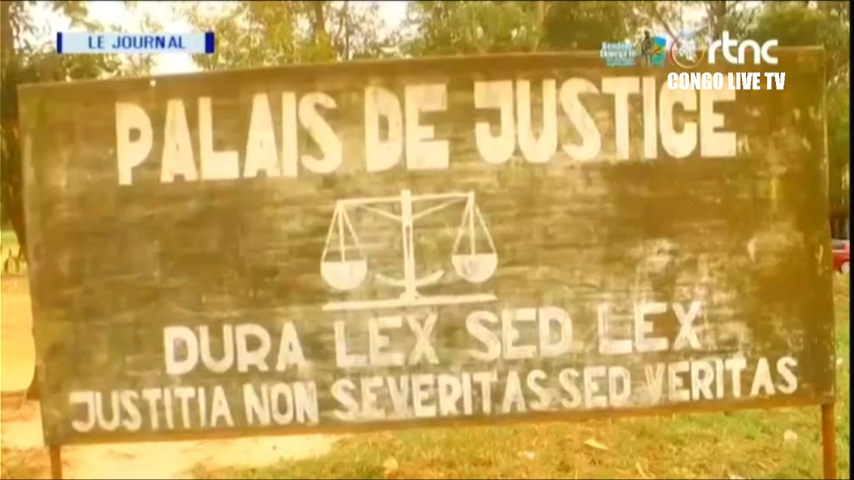 LE JOURNAL
rtnc
CONGO LIVE TV
PALAIS DE JUSTICE
DURA LEX SED LEX
JUSTITIA NON SEVERITAS SED VERITAS